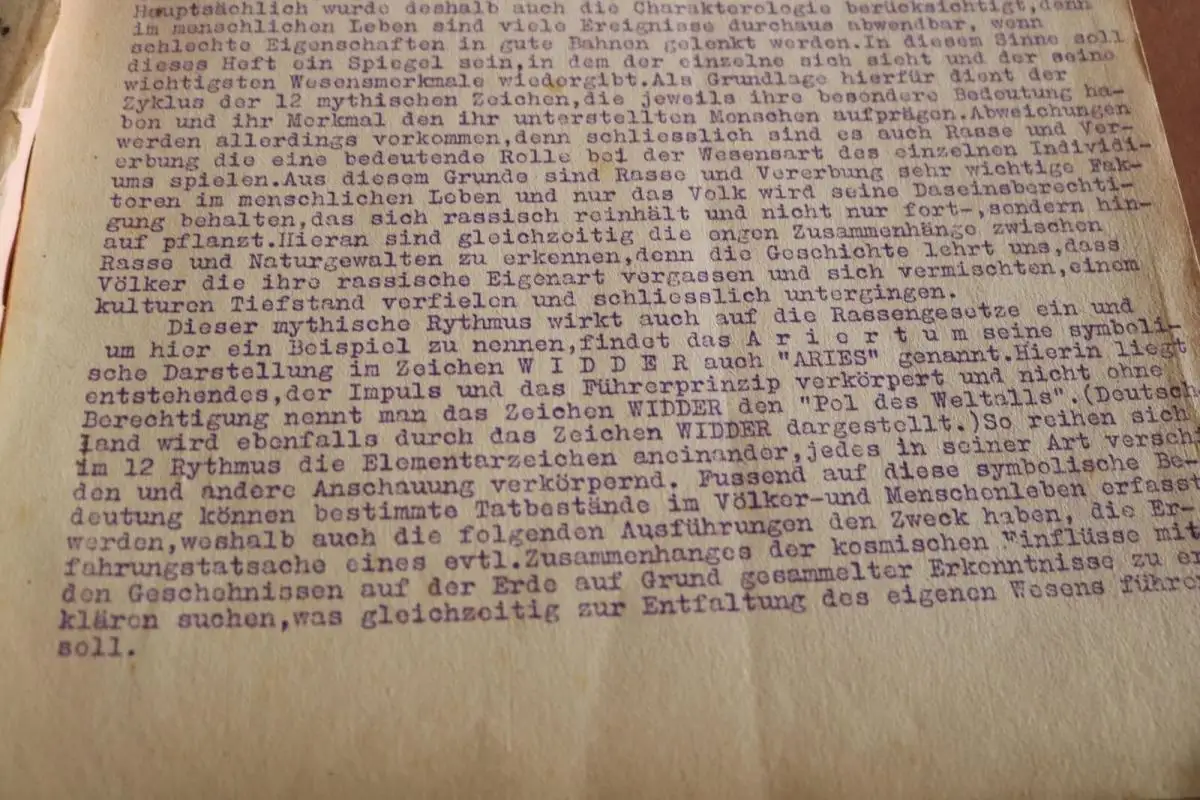 Hauptsächlich wurde deshalb auch die Charakterologie berücksichtigt,denn
im menschlichen Leben sind viele Ereignisse durchaus abwendbar, wenn
schlechte Eigenschaften in gute Bahnen gelenkt werden.In diesem Sinne soll
dieses Heft ein Spiegel sein,in dem der einzelne sich sieht und der seine
wichtigsten Wesensmerkmale wiedergibt.Als Grundlage hierfür dient der
Zyklus der 12 mythischen Zeichen,die jeweils ihre besondere Bedeutung ha-
ben und ihr Merkmal den ihr unterstellten Menschen aufprägen.Abweichungen
werden allerdings vorkommen,denn schliesslich sind es auch Rasse und Ver-
erbung die eine bedeutende Rolle bei der Wesensart des einzelnen Individi-
ums spielen.Aus diesem Grunde sind Rasse und Vererbung sehr wichtige Fak-
toren im menschlichen Leben und nur das Volk wird seine Daseinsberechti-
gung behalten,das sich rassisch reinhält und nicht nur fort-,sondern hin-
auf pflanzt.Hieran sind gleichzeitig die engen Zusammenhänge zwischen
Rasse und Naturgewalten zu erkennen,denn die Geschichte lehrt uns,dass
Völker die ihre rassische Eigenart vergassen und sich vermischten,einem
kulturen Tiefstand verfielen und schliesslich untergingen.
Dieser mythische Rythmus wirkt auch auf die Rassengesetze ein und
um hier ein Beispiel zu nennen,findet das A r i e r t u m seine symboli-
sche Darstellung im Zeichen W I D D E R auch "ARIES" genannt.Hierin liegt
entstehendes,der Impuls und das Führerprinzip verkörpert und nicht ohne
Berechtigung nennt man das Zeichen WIDDER den "Pol des Weltalls".(Deutsch
land wird ebenfalls durch das Zeichen WIDDER dargestellt.)So reihen sich
im 12 Rythmus die Elementarzeichen aneinander,jedes in seiner Art verschi
den und andere Anschauung verkörpernd. Fussend auf diese symbolische Be-
deutung können bestimmte Tatbestände im Völker-und Menschenleben erfasst
werden,weshalb auch die folgenden Ausführungen den Zweck haben, die Er-
fahrungstatsache eines evtl.Zusammenhanges der kosmischen Einflüsse mit
den Geschehnissen auf der Erde auf Grund gesammelter Erkenntnisse zu er
klären suchen,was gleichzeitig zur Entfaltung des eigenen Wesens führe
soll.